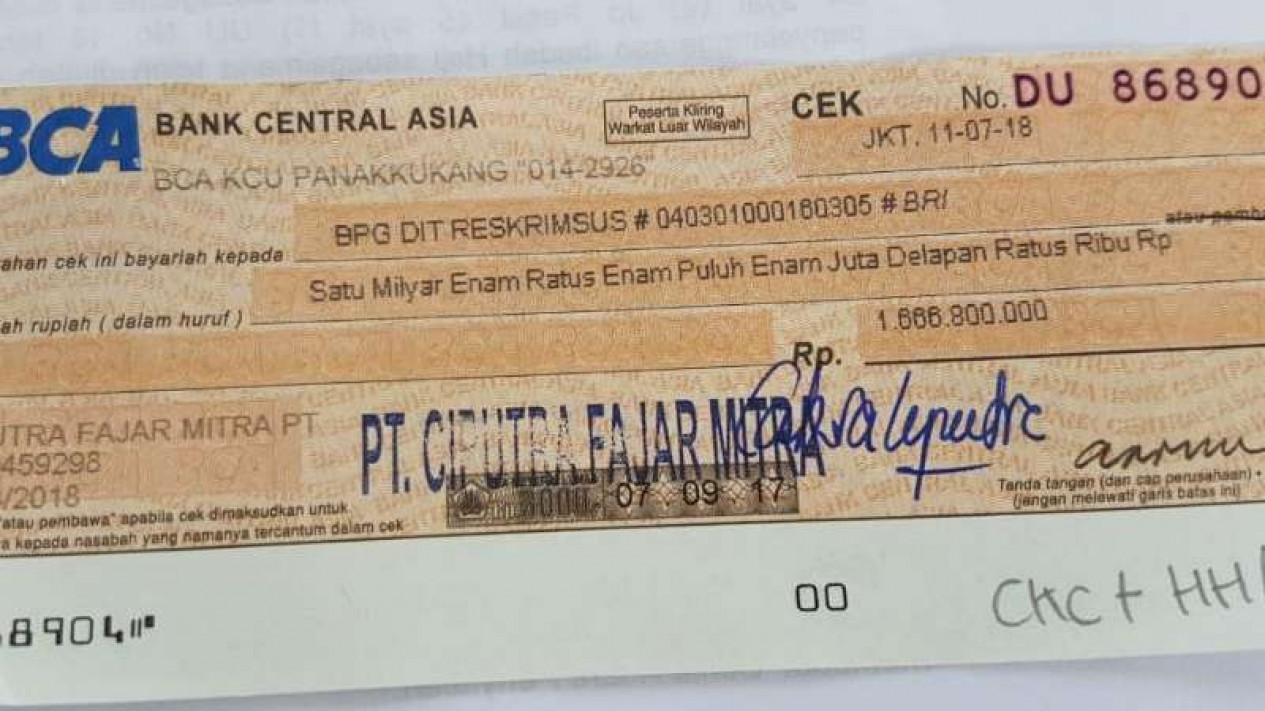 BCA BANK CENTRAL ASIA
Peserta Kliring
Warkat Luar Wilayah
CEK No. DU 86890
JKT. 11-07-18
BCA KCU PANAKKUKANG "014-2926"
ahan cek ini bayarlah kepada BPG DIT RESKRIMSUS # 040301000160305 # BRI atau pemba
ah rupiah ( dalam huruf ) Satu Milyar Enam Ratus Enam Puluh Enam Juta Delapan Ratus Ribu Rp
Rp. 1.666.800.000
UTRA FAJAR MITRA PT
459298
/2018
PT. CIPUTRA FAJAR MITRA
07 09 17
Tanda tangan (dan cap perusahaan) •
(jangan melewati garis batas ini)
"atau pembawa" apabila cek dimaksudkan untuk
a kepada nasabah yang namanya tercantum dalam cek
8904
00
CKC + HH